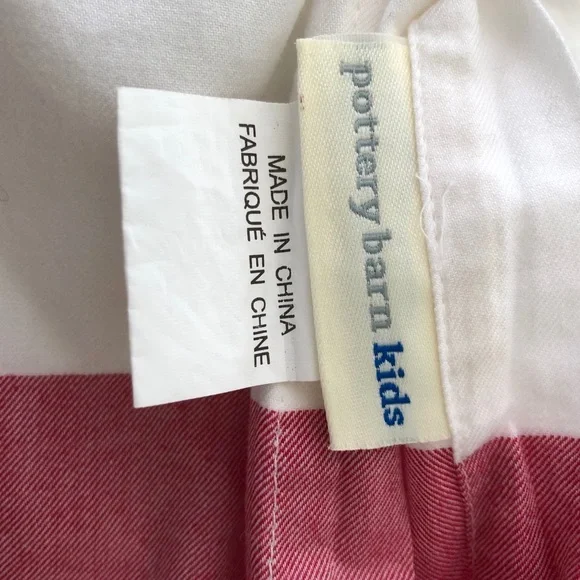 pottery barn kids
MADE IN CHINA
FABRIQUÉ EN CHINE